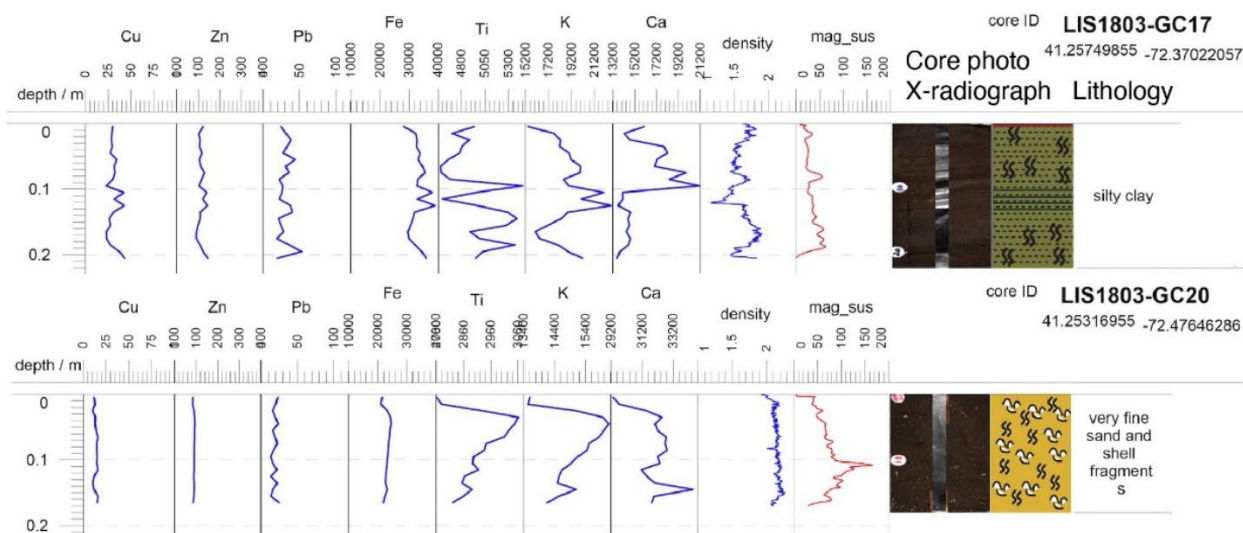 core ID LIS1803-GC17
41.25749855 -72.37022057
Cu Zn Pb Fe Ti K Ca density mag_sus
Core photo
X-radiograph Lithology
depth / m
0 25 50 75 100
0 100 200 300 400
0 50
10000 20000 30000 40000
4800 5050 5300
15200 17200 19200 21200
13200 15200 17200 19200 21200
1 1.5 2
0 50 100 200
0
0.1
0.2
silty clay
core ID LIS1803-GC20
41.25316955 -72.47646286
Cu Zn Pb Fe Ti K Ca density mag_sus
depth / m
0 25 50 75 100
0 100 200 300 400
0 50
10000 20000 30000
2860 2960 3060
13400 14400 15400
29200 31200 33200
1 1.5 2
0 50 100 200
0
0.1
0.2
very fine
sand and
shell
fragment
s